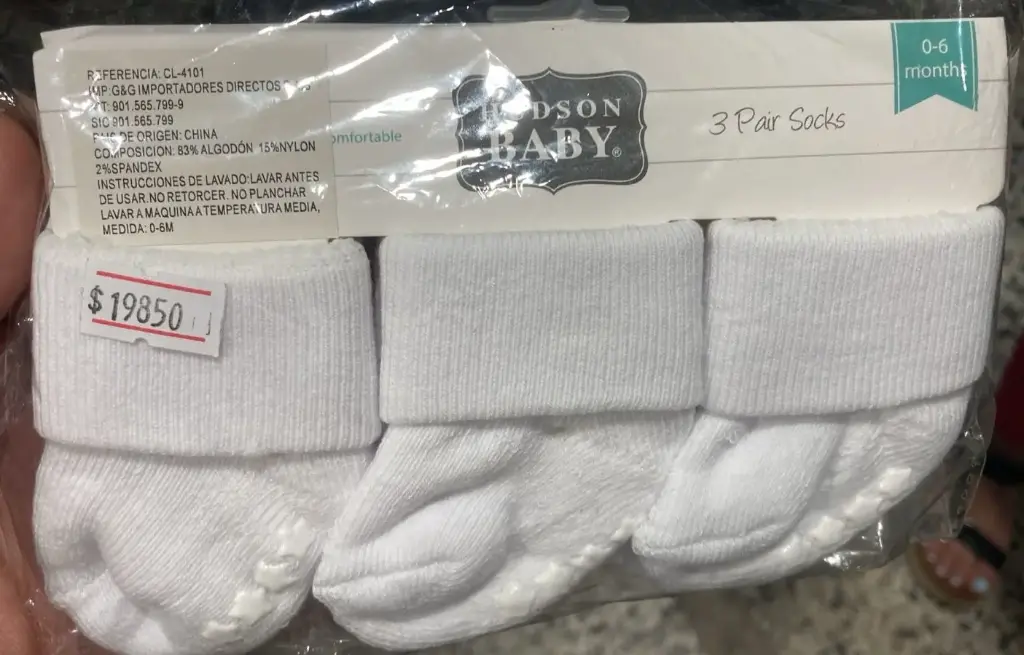 REFERENCIA: CL-4101
IMP: G&G IMPORTADORES DIRECTOS
901.565.799-9
SIC 901.565.799
PAIS DE ORIGEN: CHINA
COMPOSICION: 83% ALGODÓN 15%NYLON
2%SPANDEX
INSTRUCCIONES DE LAVADO:LAVAR ANTES
DE USAR.NO RETORCER. NO PLANCHAR
LAVAR A MAQUINA A TEMPERATURA MEDIA,
MEDIDA: 0-6M
omfortable
HUDSON
BABY®
3 Pair Socks
0-6
months
$19850